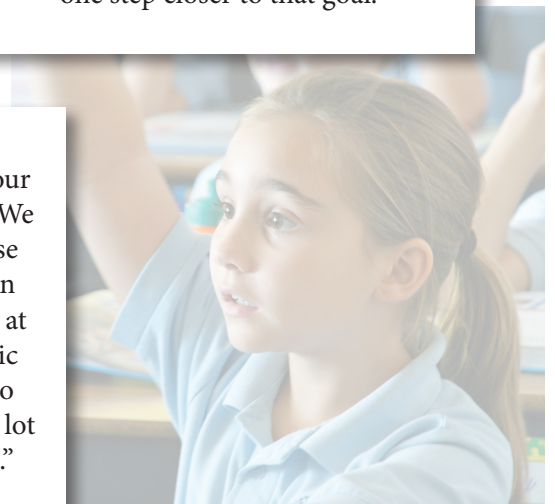 one step closer to that goal.”
our
We
se
n
at
ic
o
lot
.”